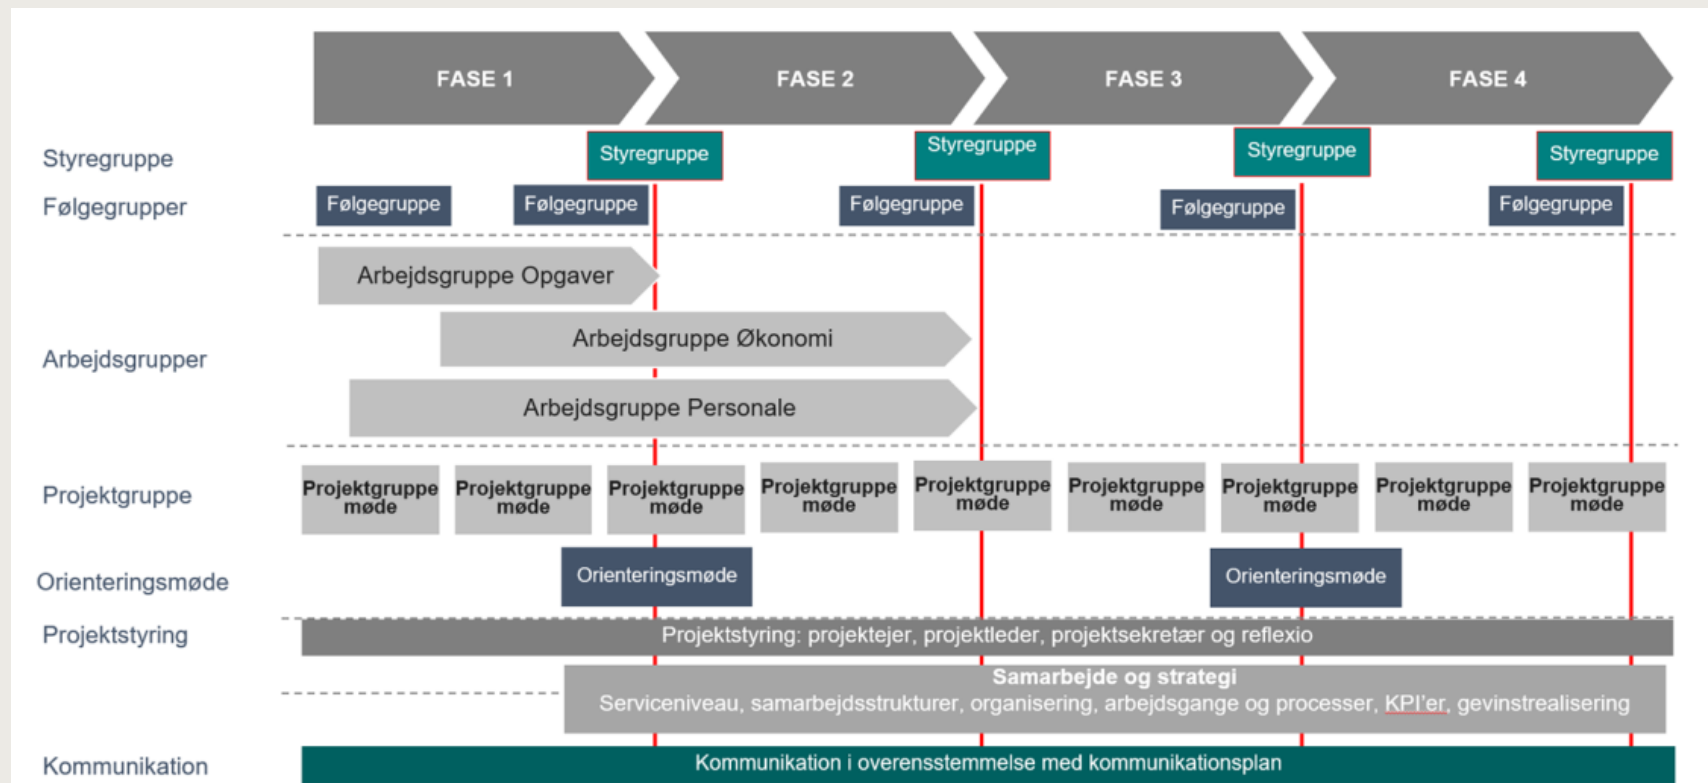 FASE 1
FASE 2
FASE 3
FASE 4
Styregruppe
Styregruppe
Styregruppe
Styregruppe
Styregruppe
Følgegrupper
Følgegruppe
Følgegruppe
Følgegruppe
Følgegruppe
Følgegruppe
Arbejdsgrupper
Arbejdsgruppe Opgaver
Arbejdsgruppe Økonomi
Arbejdsgruppe Personale
Projektgruppe
Projektgruppe
møde
Projektgruppe
møde
Projektgruppe
møde
Projektgruppe
møde
Projektgruppe
møde
Projektgruppe
møde
Projektgruppe
møde
Projektgruppe
møde
Projektgruppe
møde
Orienteringsmøde
Orienteringsmøde
Orienteringsmøde
Projektstyring
Projektstyring: projektejer, projektleder, projektsekretær og reflexio
Samarbejde og strategi
Serviceniveau, samarbejdsstrukturer, organisering, arbejdsgange og processer, KPI'er, gevinstrealisering
Kommunikation
Kommunikation i overensstemmelse med kommunikationsplan